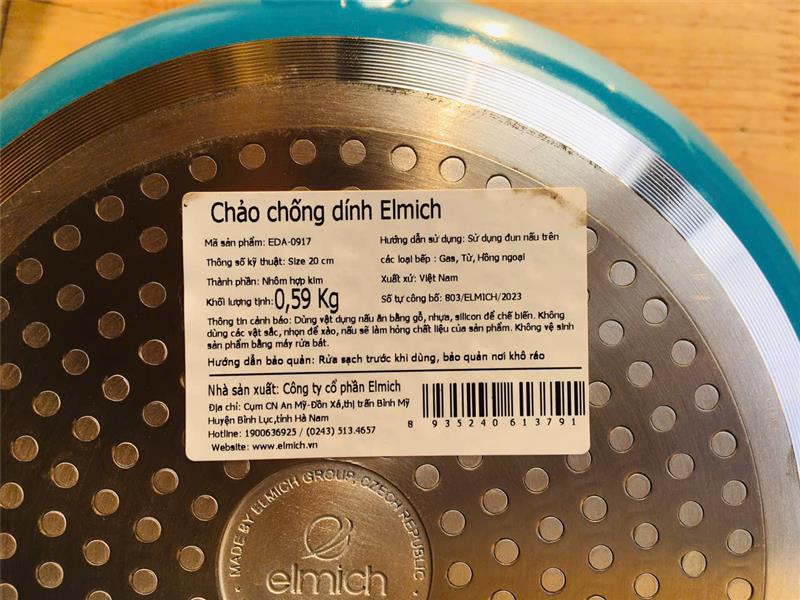 Chảo chống dính Elmich
Mã sản phẩm: EDA-0917
Thông số kỹ thuật: Size 20 cm
Thành phần: Nhôm hợp kim
Khối lượng tịnh: 0,59 Kg
Hướng dẫn sử dụng: Sử dụng đun nấu trên
các loại bếp : Gas, Từ, Hồng ngoại
Xuất xứ: Việt Nam
Số tự công bố: 803/ELMICH/2023
Thông tin cảnh báo: Dùng vật dụng nấu ăn bằng gỗ, nhựa, silicon để chế biến. Không
dùng các vật sắc, nhọn để xào, nấu sẽ làm hỏng chất liệu của sản phẩm. Không vệ sinh
sản phẩm bằng máy rửa bát.
Hướng dẫn bảo quản: Rửa sạch trước khi dùng, bảo quản nơi khô ráo
Nhà sản xuất: Công ty cổ phần Elmich
Địa chỉ: Cụm CN An Mỹ-Đồn Xá,thị trấn Bình Mỹ
Huyện Bình Lục,tỉnh Hà Nam
Hotline: 1900636925 / (0243) 513.4657
Website: www.elmich.vn
8 935240 613791
MADE BY ELMICH GROUP, CZECH REPUBLIC
elmich